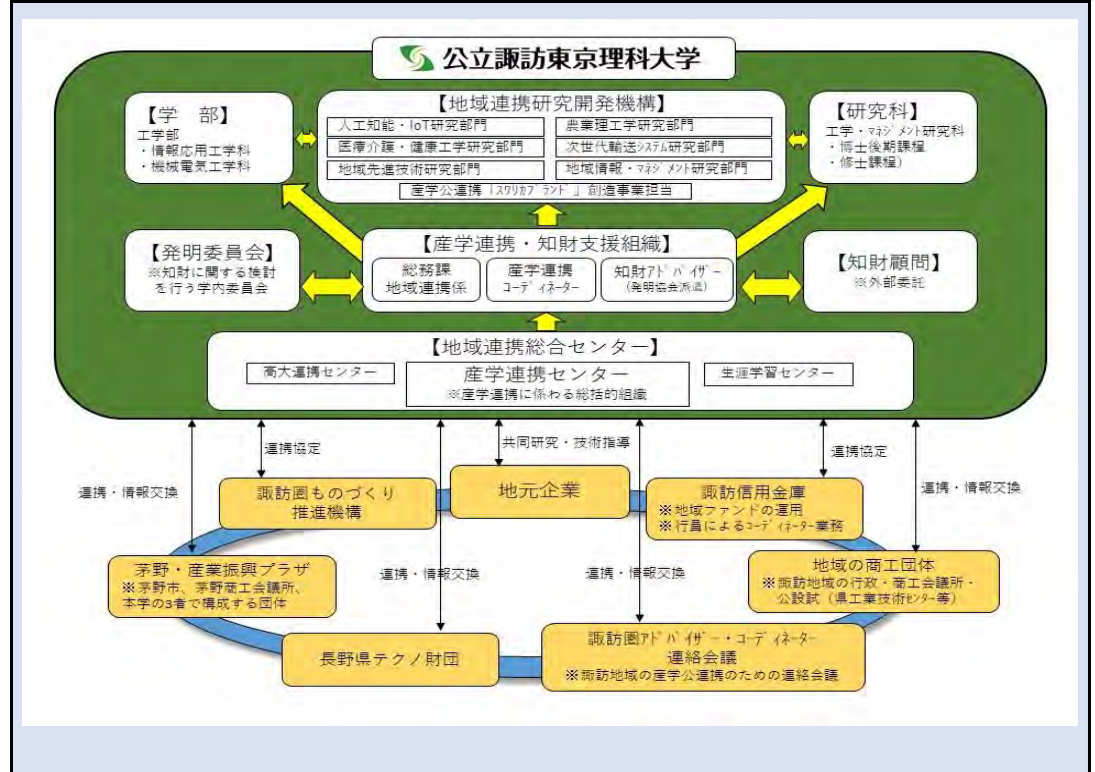 公立諏訪東京理科大学
【学　部】
工学部
・情報応用工学科
・機械電気工学科
【地域連携研究開発機構】
人工知能・IoT研究部門
農業理工学研究部門
医療介護・健康工学研究部門
次世代輸送ｼｽﾃﾑ研究部門
地域先進技術研究部門
地域情報・ﾏﾈｼﾞﾒﾝﾄ研究部門
産学公連携「ｽﾜﾘｶﾌﾞﾗﾝﾄﾞ」創造事業担当
【研究科】
工学・ﾏﾈｼﾞﾒﾝﾄ研究科
・博士後期課程
・修士課程）
【発明委員会】
※知財に関する検討
を行う学内委員会
【産学連携・知財支援組織】
総務課
地域連携係
産学連携
ｺｰﾃﾞｨﾈｰﾀｰ
知財ｱﾄﾞﾊﾞｲｻﾞｰ
（発明協会派遣）
【知財顧問】
※外部委託
【地域連携総合センター】
高大連携センター
産学連携センター
※産学連携に係わる総括的組織
生涯学習センター
連携協定
共同研究・技術指導
連携協定
連携・情報交換
連携・情報交換
諏訪圏ものづくり
推進機構
地元企業
諏訪信用金庫
※地域ファンドの運用
※行員によるｺｰﾃﾞｨﾈｰﾀｰ業務
茅野・産業振興プラザ
※茅野市、茅野商工会議所、
本学の3者で構成する団体
連携・情報交換
連携・情報交換
地域の商工団体
※諏訪地域の行政・商工会議所・
公設試（県工業技術ｾﾝﾀｰ等）
長野県テクノ財団
諏訪圏ｱﾄﾞﾊﾞｲｻﾞｰ・ｺｰﾃﾞｨﾈｰﾀｰ
連絡会議
※諏訪地域の産学公連携のための連絡会議